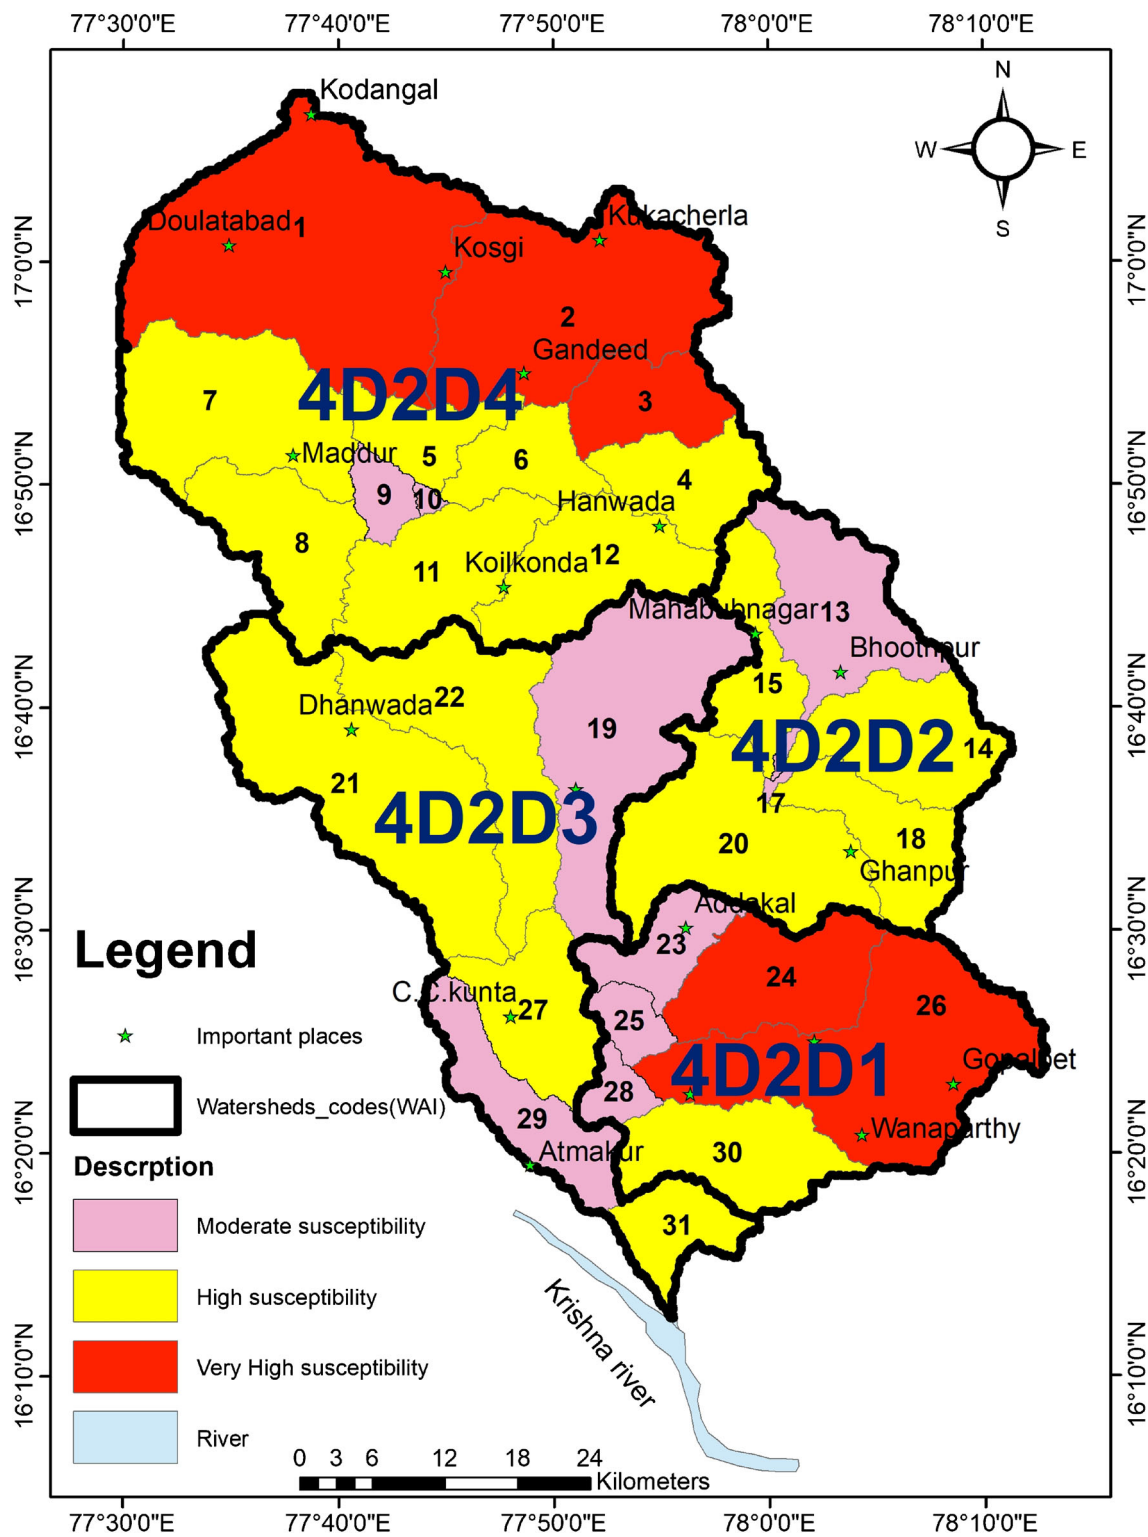 77°30'0"E 77°40'0"E 77°50'0"E 78°0'0"E 78°10'0"E
N
W E
S
Kodangal
Doulatabad 1
Kukacherla
Kosgi
17°0'0"N 17°0'0"N
2
Gandeed
4D2D4
7 3
Maddur 5 6
4
16°50'0"N 16°50'0"N
9 10 Hanwada
8 11 Koilkonda 12
Mahabubnagar 13
Bhoothpur
15
22
Dhanwada
16°40'0"N 16°40'0"N
19
4D2D2 14
21
17
4D2D3
20 18
Ghanpur
Addakal
16°30'0"N 16°30'0"N
23
24
C.C.kunta
27 25 26
4D2D1
Gopalpet
28
29 Wanaparthy
Atmakur 30
16°20'0"N 16°20'0"N
31
Krishna river
16°10'0"N 16°10'0"N
Legend
Important places
Watersheds_codes(WAI)
Descrption
Moderate susceptibility
High susceptibility
Very High susceptibility
River
0 3 6 12 18 24
Kilometers
77°30'0"E 77°40'0"E 77°50'0"E 78°0'0"E 78°10'0"E